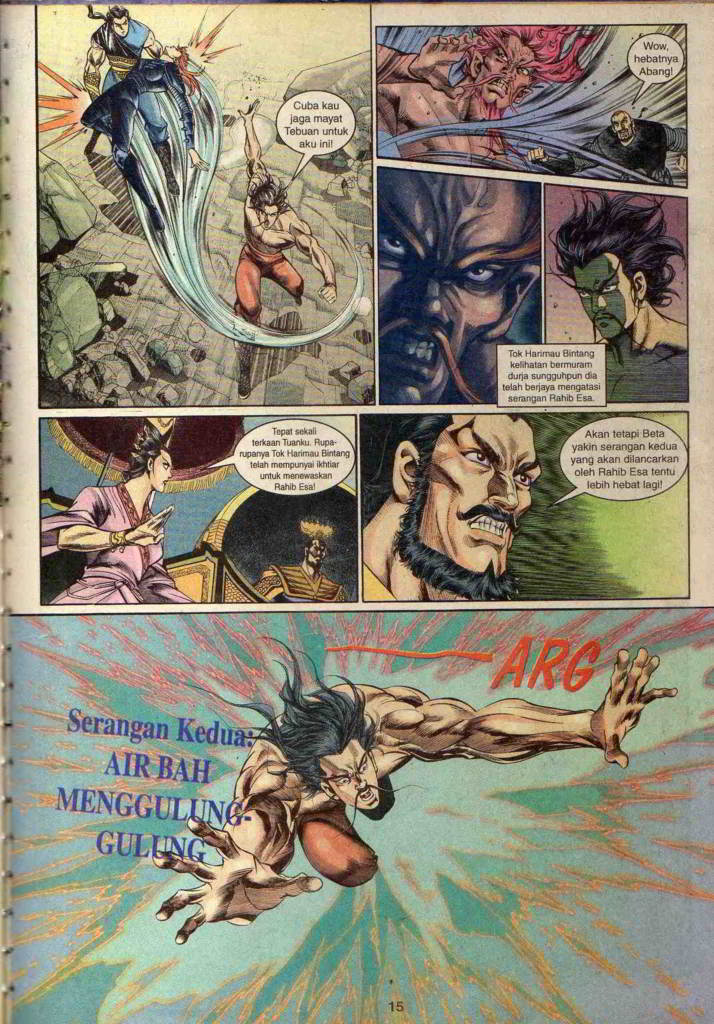 Cuba kau
jaga mayat
Tebuan untuk
aku ini!
Wow,
hebatnya
Abang!
Tok Harimau Bintang
kelihatan bermuram
durja sungguhpun dia
telah berjaya mengatasi
serangan Rahib Esa.
Tepat sekali
terkaan Tuanku. Rupa-
rupanya Tok Harimau Bintang
telah mempunyai ikhtiar
untuk menewaskan
Rahib Esa!
Akan tetapi Beta
yakin serangan kedua
yang akan dilancarkan
oleh Rahib Esa tentu
lebih hebat lagi!
ARG
Serangan Kedua:
AIR BAH
MENGGULUNG-
GULUNG
15